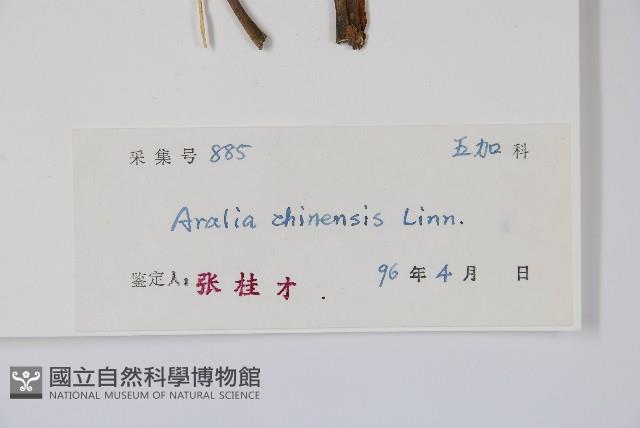 采集号 885 五加 科
Aralia chinensis Linn.
鉴定人: 张桂才. 96 年 4 月 日
國立自然科學博物館
NATIONAL MUSEUM OF NATURAL SCIENCE